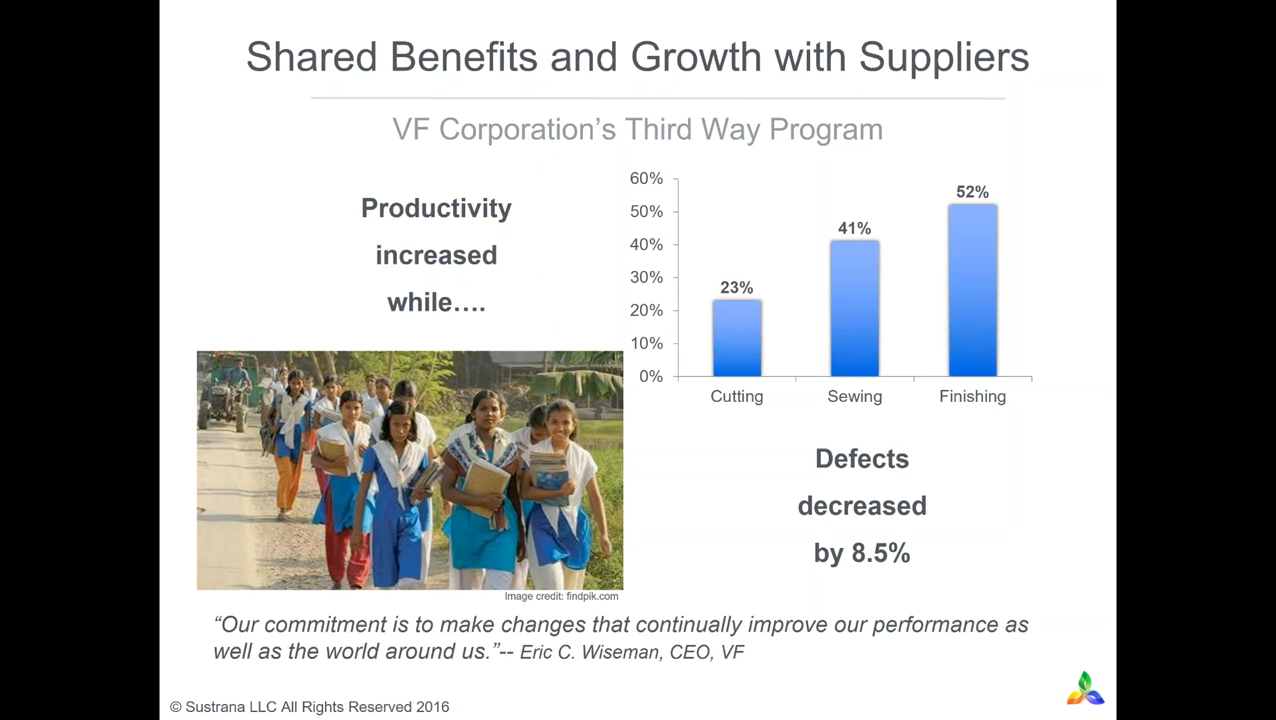 Shared Benefits and Growth with Suppliers
VF Corporation’s Third Way Program
Productivity
increased
while….
60%
50%
40%
30%
20%
10%
0%
23%
41%
52%
Cutting
Sewing
Finishing
Defects
decreased
by 8.5%
Image credit: findpik.com
“Our commitment is to make changes that continually improve our performance as
well as the world around us.”-- Eric C. Wiseman, CEO, VF
© Sustrana LLC All Rights Reserved 2016